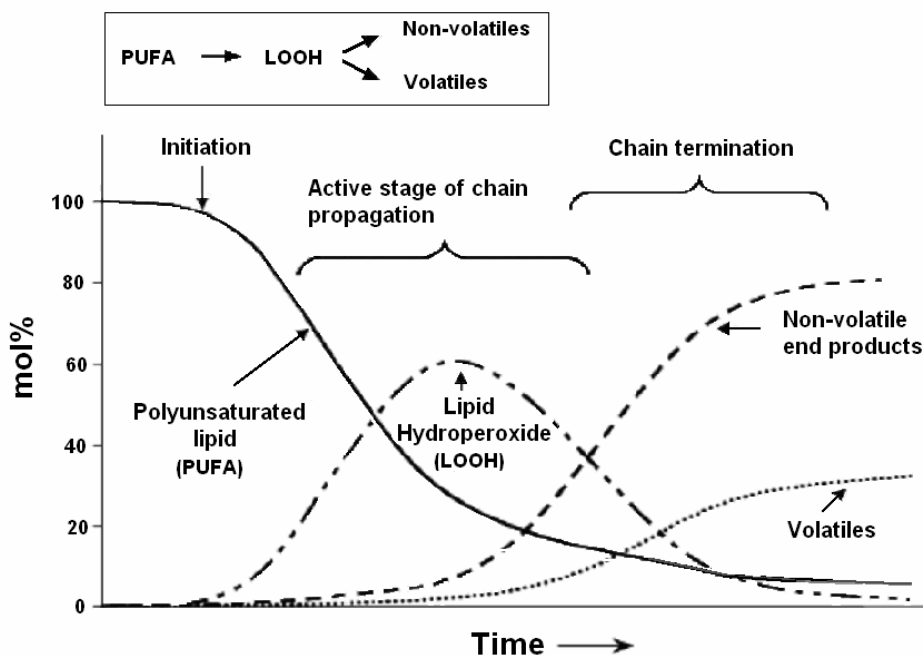 Non-volatiles
PUFA LOOH
Volatiles
Initiation
Chain termination
Active stage of chain
propagation
100
80
60
40
20
0
mol%
Polyunsaturated
lipid
(PUFA)
Lipid
Hydroperoxide
(LOOH)
Non-volatile
end products
Volatiles
Time